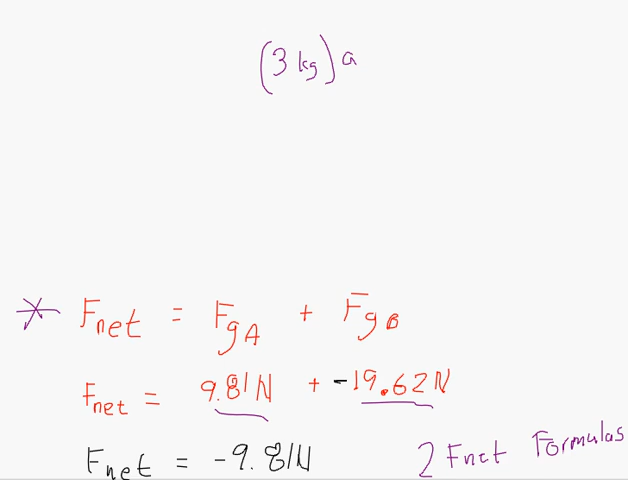 (3 kg) a
* Fnet = FgA + FgB
Fnet = 9.81N + -19.62N
Fnet = -9.81N
2 Fnet Formulas